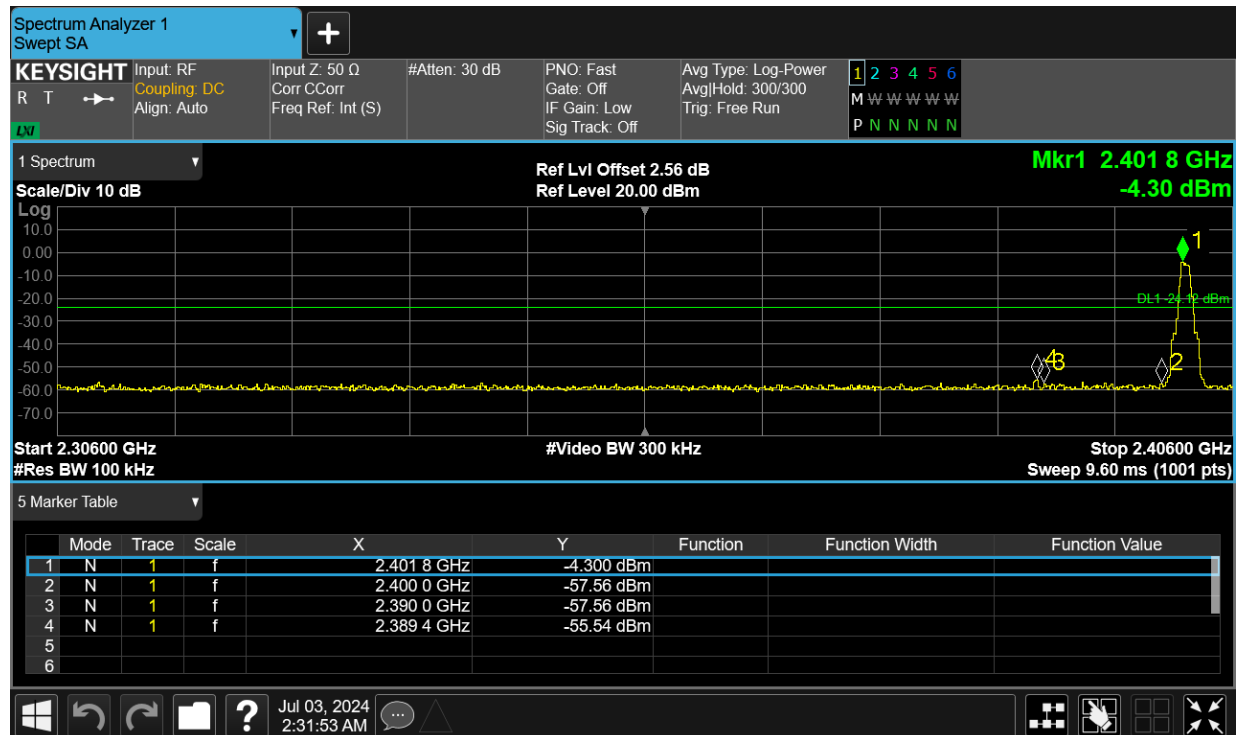 Spectrum Analyzer 1
Swept SA
KEYSIGHT
R T
LXI
Input: RF
Coupling: DC
Align: Auto
Input Z: 50 Ω
Corr CCorr
Freq Ref: Int (S)
#Atten: 30 dB
PNO: Fast
Gate: Off
IF Gain: Low
Sig Track: Off
Avg Type: Log-Power
Avg|Hold: 300/300
Trig: Free Run
1 2 3 4 5 6
M W W W W W
P N N N N N
1 Spectrum
Scale/Div 10 dB
Ref Lvl Offset 2.56 dB
Ref Level 20.00 dBm
Mkr1 2.401 8 GHz
-4.30 dBm
Log
10.0
0.00
-10.0
-20.0
-30.0
-40.0
-50.0
-60.0
-70.0
1
DL1 -24.12 dBm
4 3
2
Start 2.30600 GHz
#Video BW 300 kHz
Stop 2.40600 GHz
#Res BW 100 kHz
Sweep 9.60 ms (1001 pts)
5 Marker Table
Mode Trace Scale X Y Function Function Width Function Value
1 N 1 f 2.401 8 GHz -4.300 dBm
2 N 1 f 2.400 0 GHz -57.56 dBm
3 N 1 f 2.390 0 GHz -57.56 dBm
4 N 1 f 2.389 4 GHz -55.54 dBm
5
6
?
Jul 03, 2024
2:31:53 AM